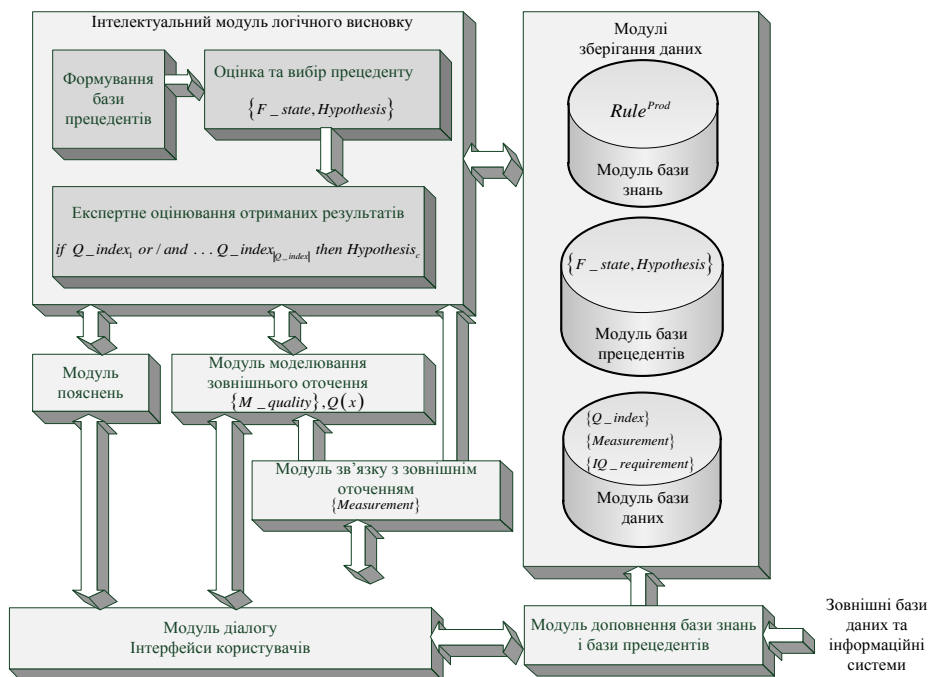 Інтелектуальний модуль логічного висновку
Формування
бази
прецедентів
Оцінка та вибір прецеденту
{F_state, Hypothesis}
Експертне оцінювання отриманих результатів
if Q_index₁ or / and ... Q_index|Q_index| then Hypothesisc
Модуль
пояснень
Модуль моделювання
зовнішнього оточення
{M_quality}, Q(x)
Модуль зв’язку з зовнішнім
оточенням
{Measurement}
Модуль діалогу
Інтерфейси користувачів
Модулі
зберігання даних
Rule^Prod
Модуль бази
знань
{F_state, Hypothesis}
Модуль бази
прецедентів
{Q_index}
{Measurement}
{IQ_requirement}
Модуль бази
даних
Модуль доповнення бази знань
і бази прецедентів
Зовнішні бази
даних та
інформаційні
системи